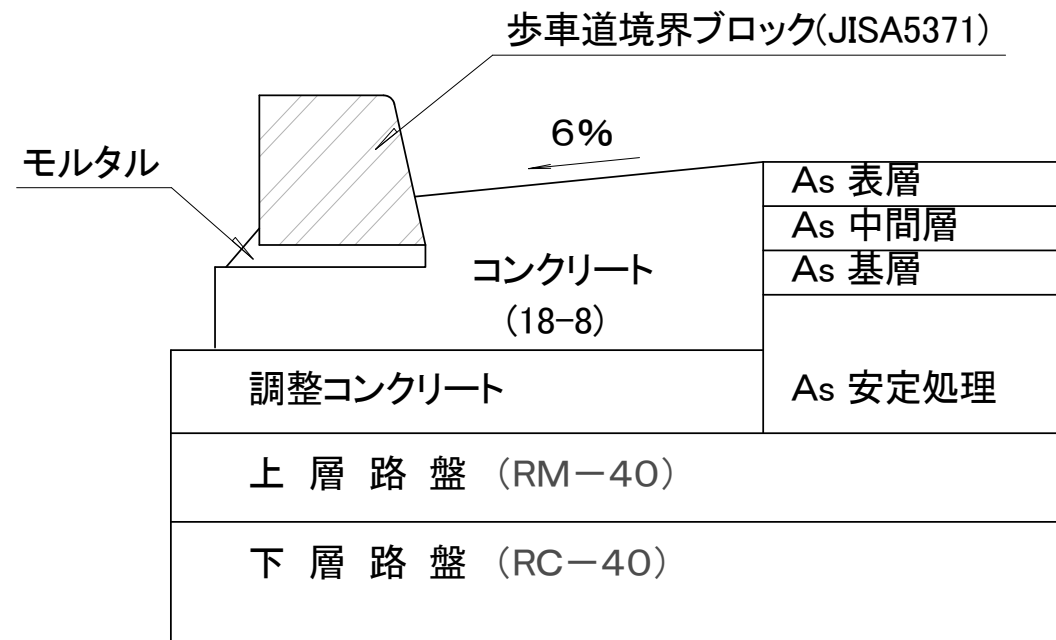 歩車道境界ブロック(JISA5371)
6%
モルタル
As 表層
As 中間層
As 基層
コンクリート
(18-8)
調整コンクリート
As 安定処理
上 層 路 盤 (RM－40)
下 層 路 盤 (RC－40)